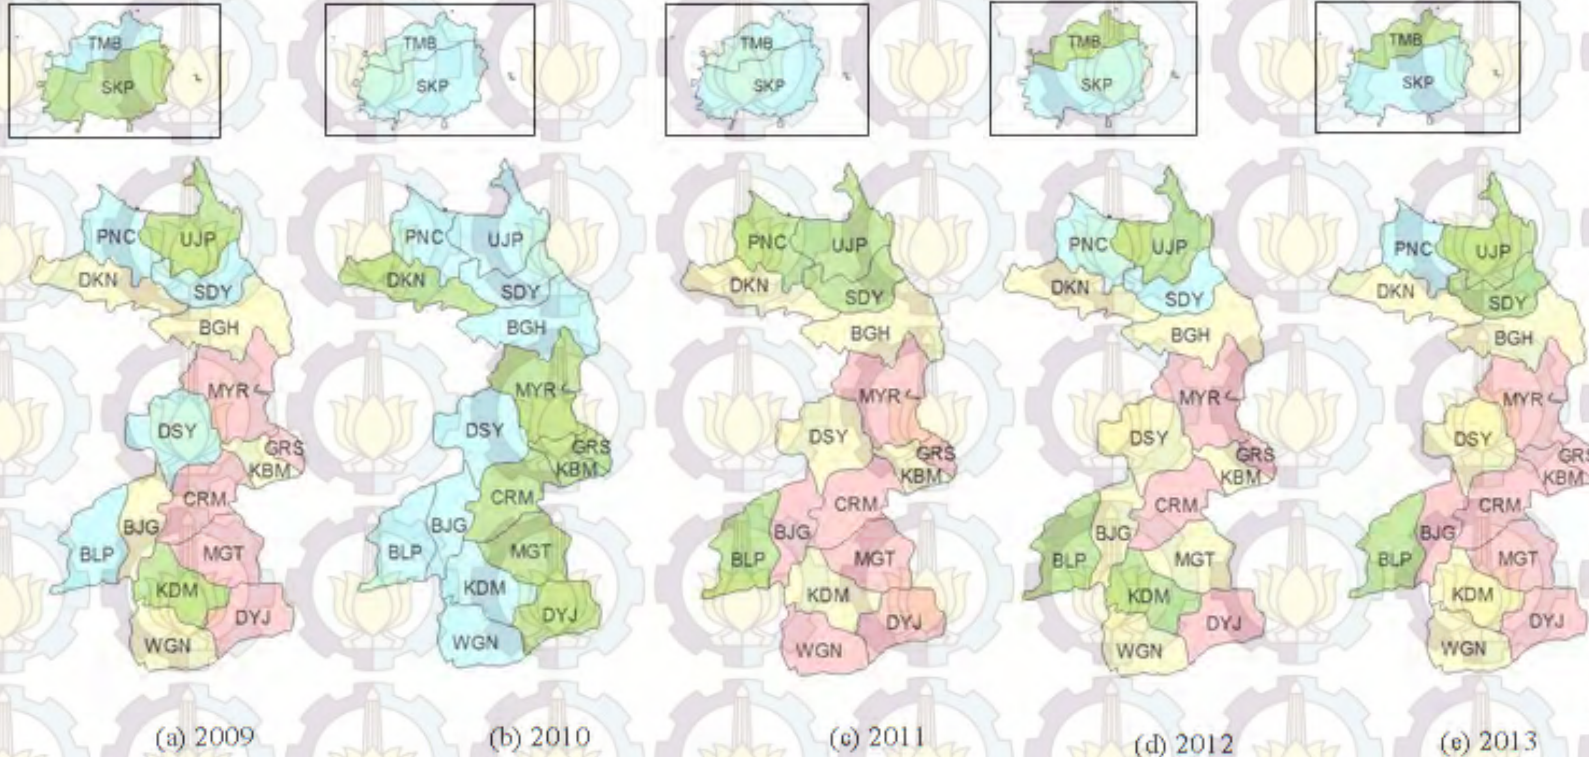 TMB
SKP
PNC
UJP
DKN
SDY
BGH
MYR
DSY
GRS
KBM
CRM
BJG
BLP
MGT
KDM
DYJ
WGN
(a) 2009
TMB
SKP
PNC
UJP
DKN
SDY
BGH
MYR
DSY
GRS
KBM
CRM
BJG
BLP
MGT
KDM
DYJ
WGN
(b) 2010
TMB
SKP
PNC
UJP
DKN
SDY
BGH
MYR
DSY
GRS
KBM
CRM
BJG
BLP
MGT
KDM
DYJ
WGN
(c) 2011
TMB
SKP
PNC
UJP
DKN
SDY
BGH
MYR
DSY
GRS
KBM
CRM
BJG
BLP
MGT
KDM
DYJ
WGN
(d) 2012
TMB
SKP
PNC
UJP
DKN
SDY
BGH
MYR
DSY
GRS
KBM
CRM
BJG
BLP
MGT
KDM
DYJ
WGN
(e) 2013